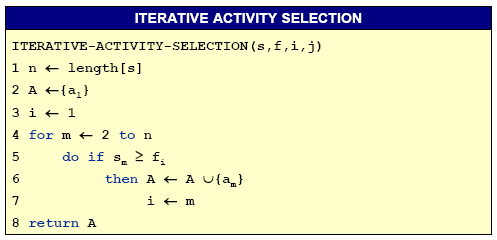 ITERATIVE ACTIVITY SELECTION
ITERATIVE-ACTIVITY-SELECTION(s,f,i,j)
1 n ← length[s]
2 A ←{a₁}
3 i ← 1
4 for m ← 2 to n
5 do if sₘ ≥ fᵢ
6 then A ← A ∪{aₘ}
7 i ← m
8 return A